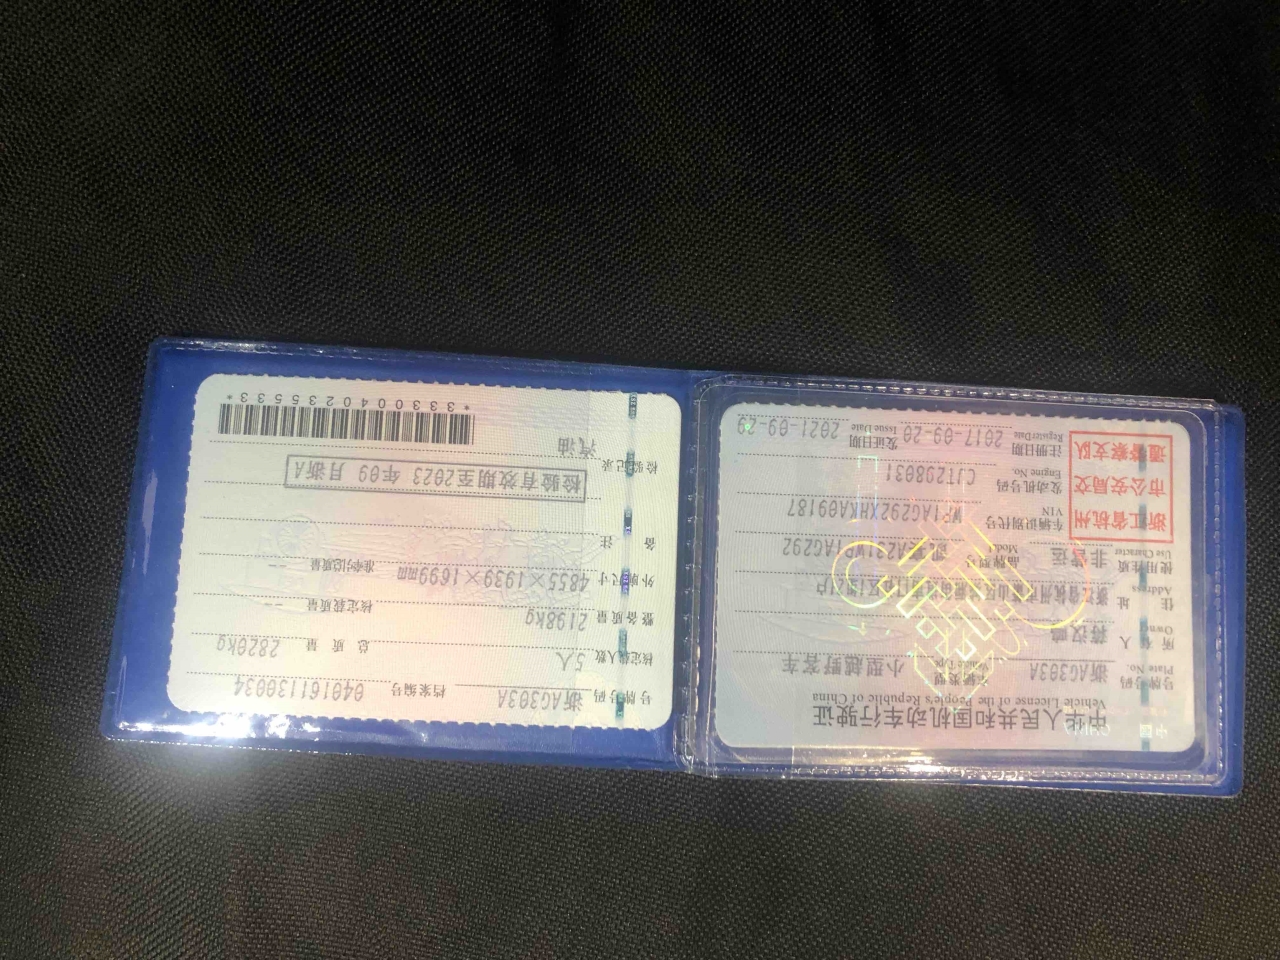 中华人民共和国机动车行驶证
Vehicle License of the People's Republic of China
号牌号码 浙AG303A 车辆类型 小型越野客车
Plate No. Vehicle Type
所有人
Owner
住址
Address
使用性质 非营运 品牌型号
Use Character Model
车辆识别代号 WP1AG292XHKA09187
VIN
发动机号码 CJT298631
Engine No.
注册日期 2017-09-20 发证日期 2021-09-29
Register Date Issue Date
浙江省杭州
市公安局交
通警察支队
号牌号码 浙AG303A 档案编号 040161130034
核定载人数 5人 总质量 2820kg
整备质量 2198kg 核定载质量 --
外廓尺寸 4855×1939×1699mm 准牵引总质量 --
备注
检验有效期至2023 年09 月浙A
检验记录
汽油
*3330040235533*